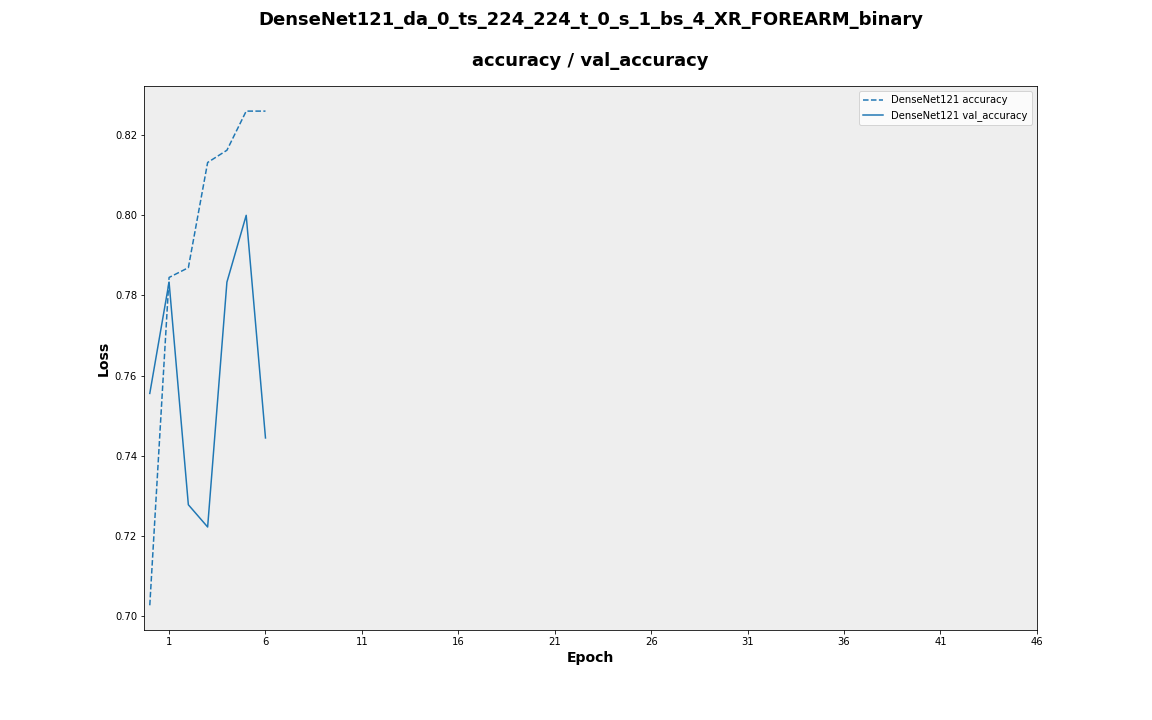 DenseNet121_da_0_ts_224_224_t_0_s_1_bs_4_XR_FOREARM_binary
accuracy / val_accuracy
DenseNet121 accuracy
DenseNet121 val_accuracy
0.82
0.80
0.78
0.76
0.74
0.72
0.70
Loss
1 6 11 16 21 26 31 36 41 46
Epoch